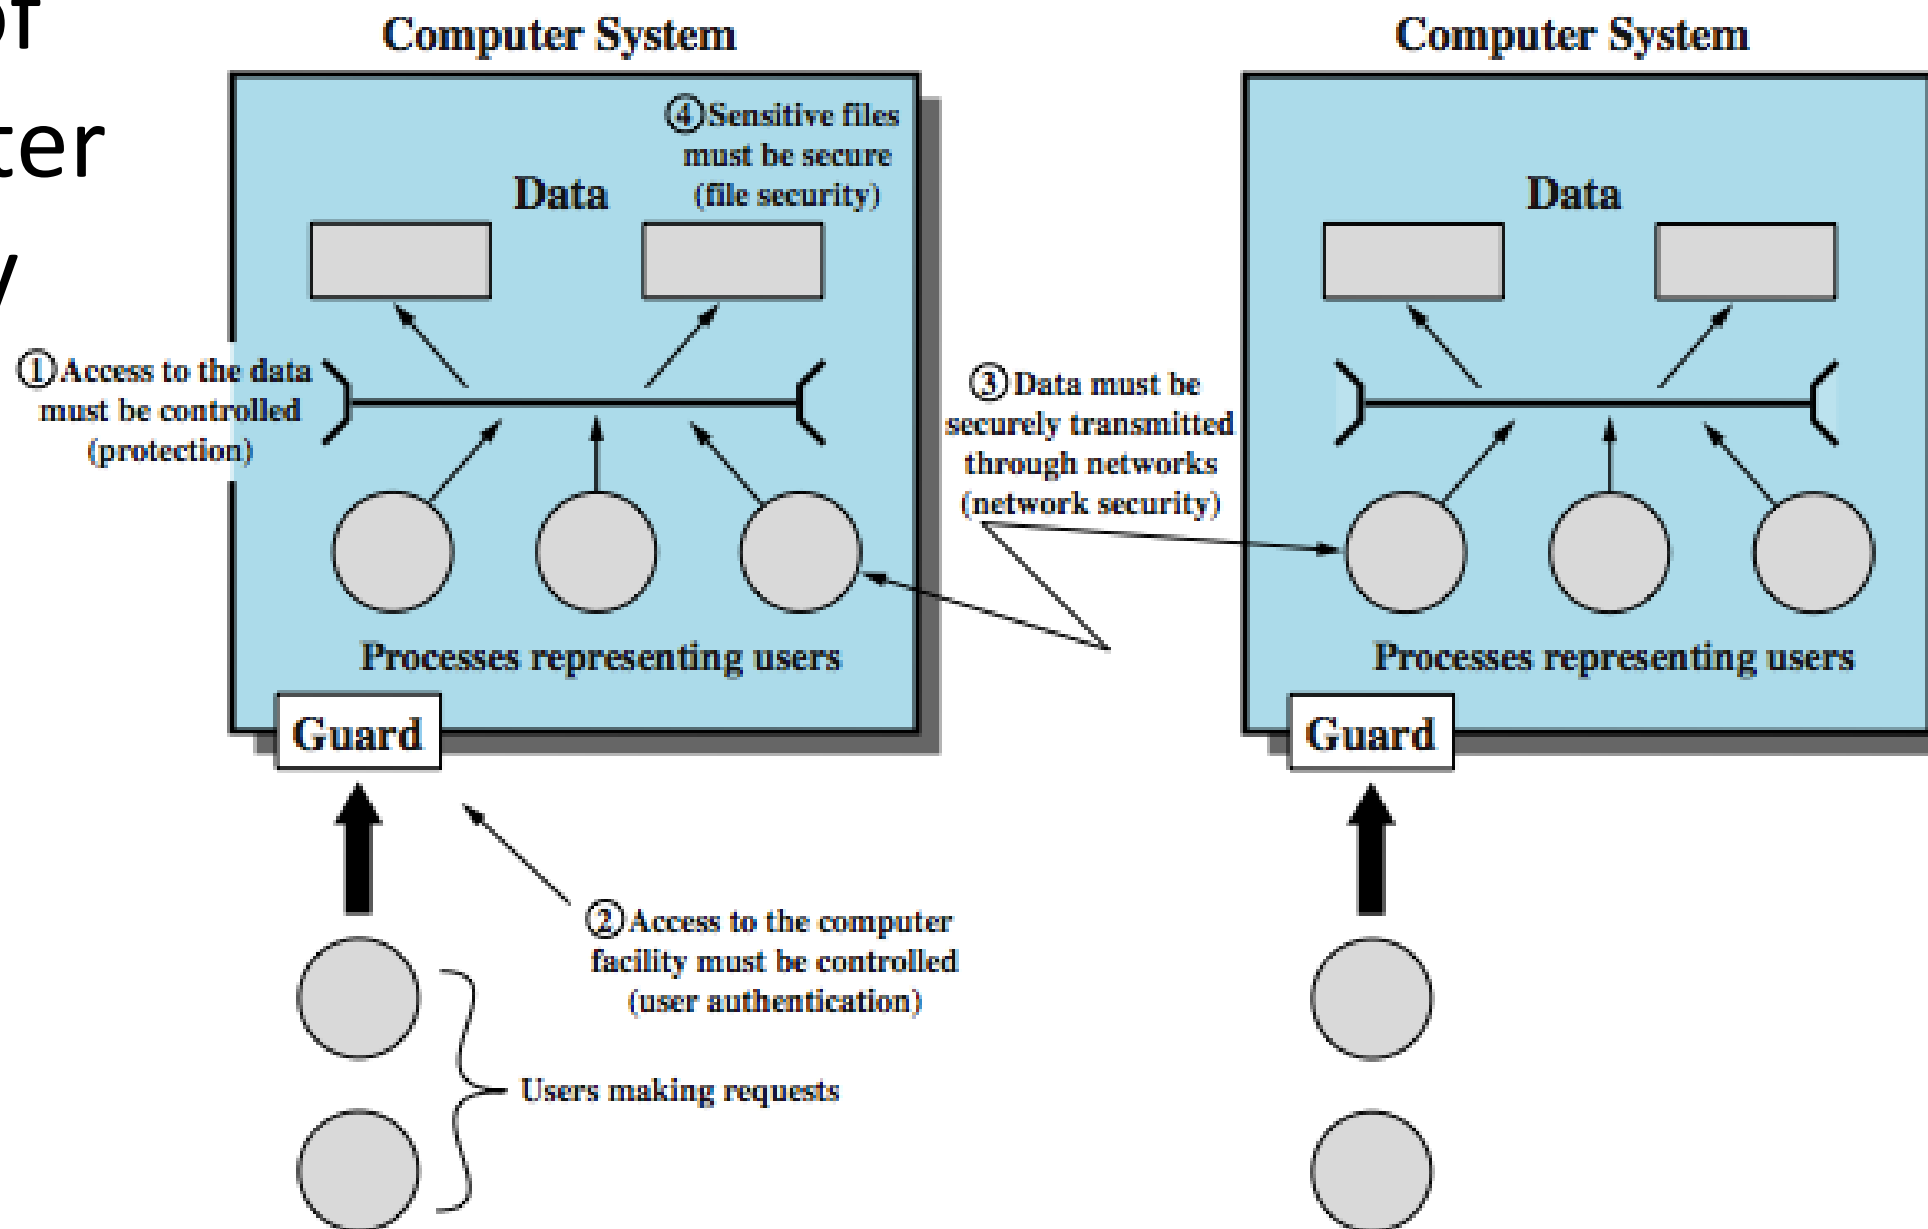 of
ter
y
Computer System
④Sensitive files
must be secure
(file security)
Data
①Access to the data
must be controlled
(protection)
Processes representing users
Guard
②Access to the computer
facility must be controlled
(user authentication)
Users making requests
③Data must be
securely transmitted
through networks
(network security)
Computer System
Data
Processes representing users
Guard